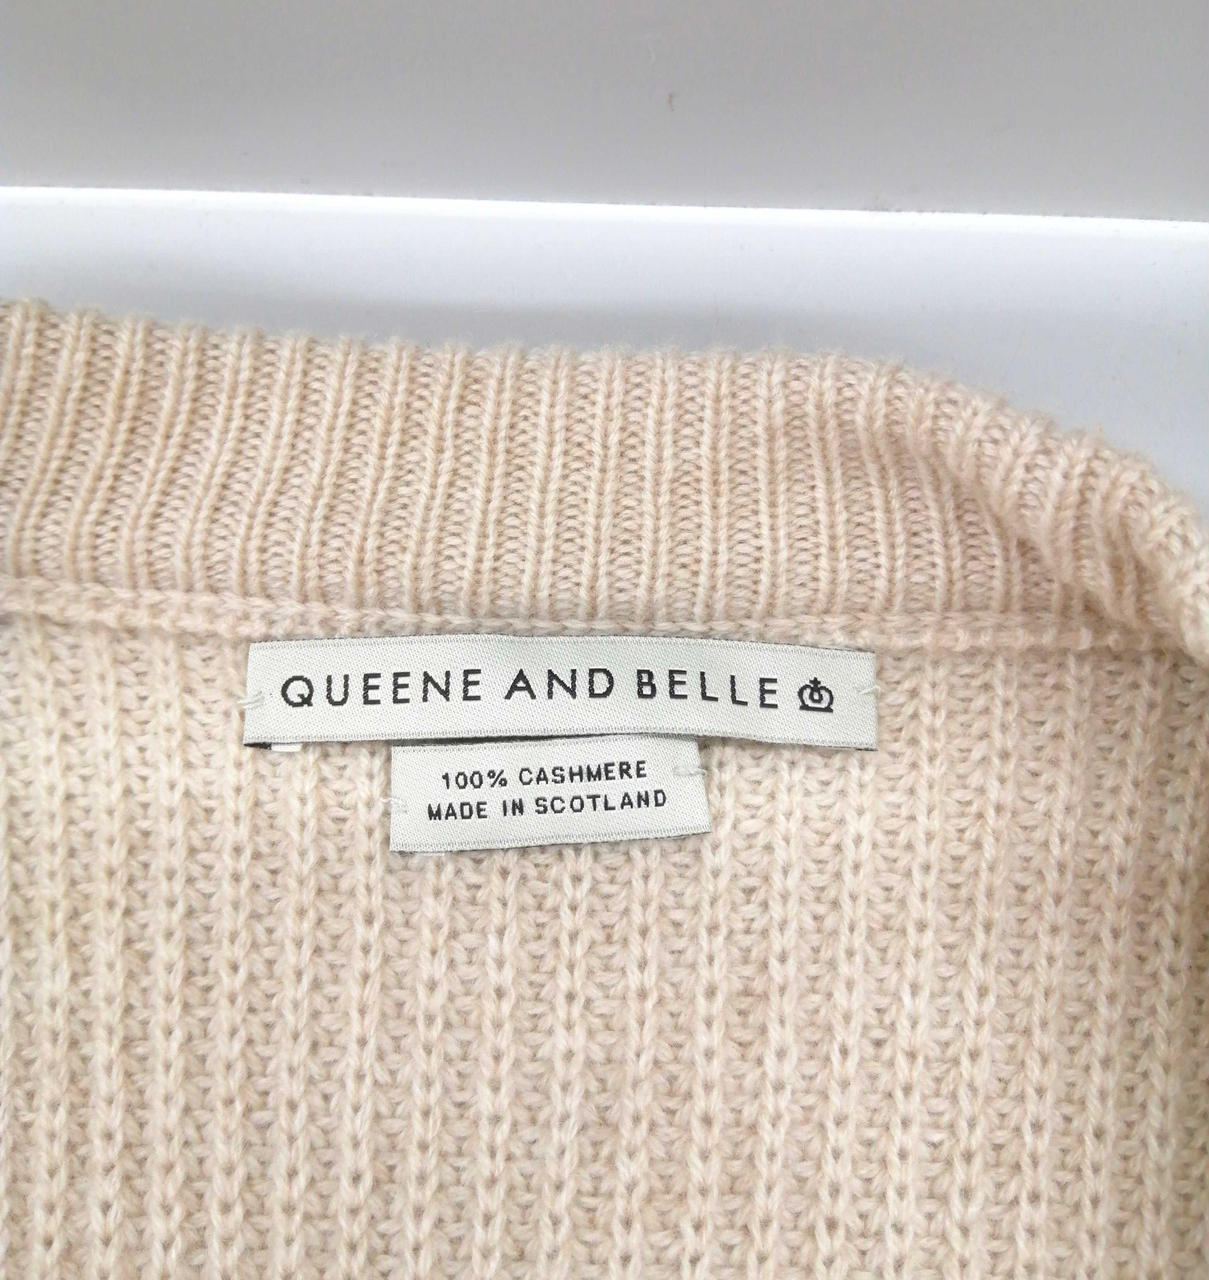 QUEENE AND BELLE
100% CASHMERE
MADE IN SCOTLAND